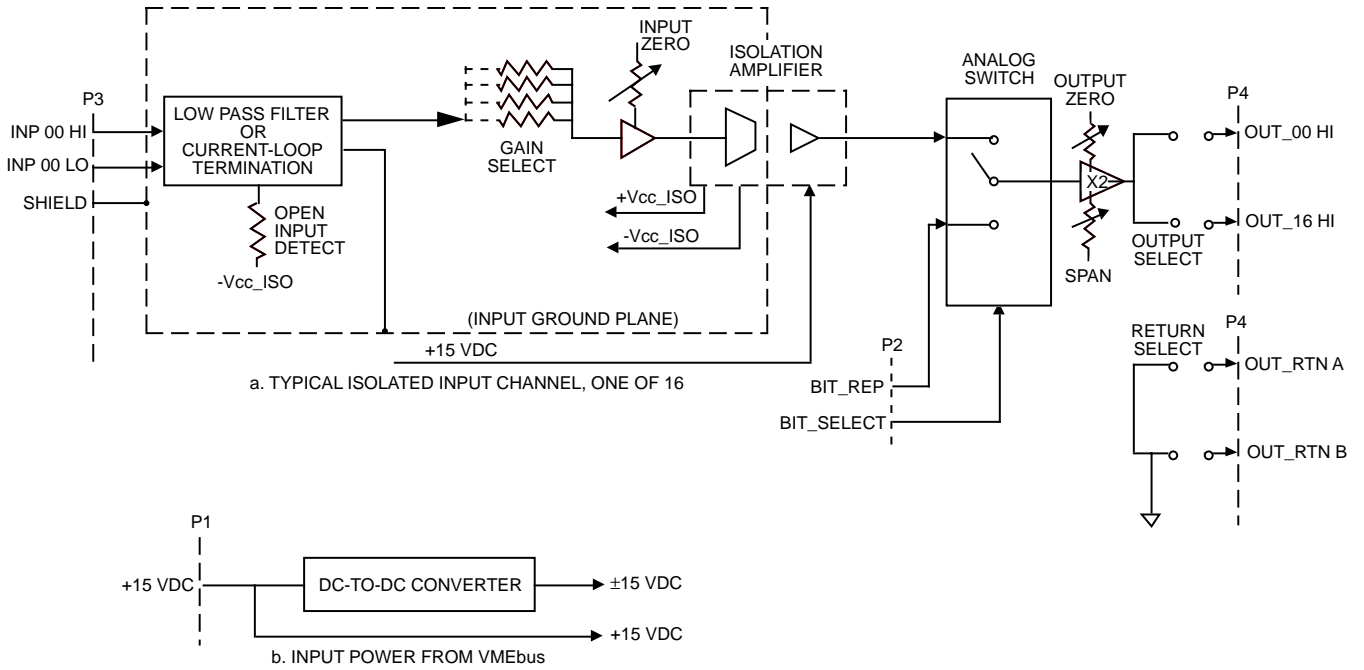 INPUT
ZERO
ISOLATION
AMPLIFIER
ANALOG
SWITCH
OUTPUT
ZERO
P3
P4
LOW PASS FILTER
OR
CURRENT-LOOP
TERMINATION
INP 00 HI
INP 00 LO
SHIELD
GAIN
SELECT
OUT_00 HI
X2
+Vcc_ISO
-Vcc_ISO
OPEN
INPUT
DETECT
-Vcc_ISO
OUT_16 HI
OUTPUT
SELECT
SPAN
(INPUT GROUND PLANE)
+15 VDC
a. TYPICAL ISOLATED INPUT CHANNEL, ONE OF 16
P2
BIT_REP
BIT_SELECT
RETURN
SELECT
P4
OUT_RTN A
OUT_RTN B
P1
+15 VDC
DC-TO-DC CONVERTER
±15 VDC
+15 VDC
b. INPUT POWER FROM VMEbus